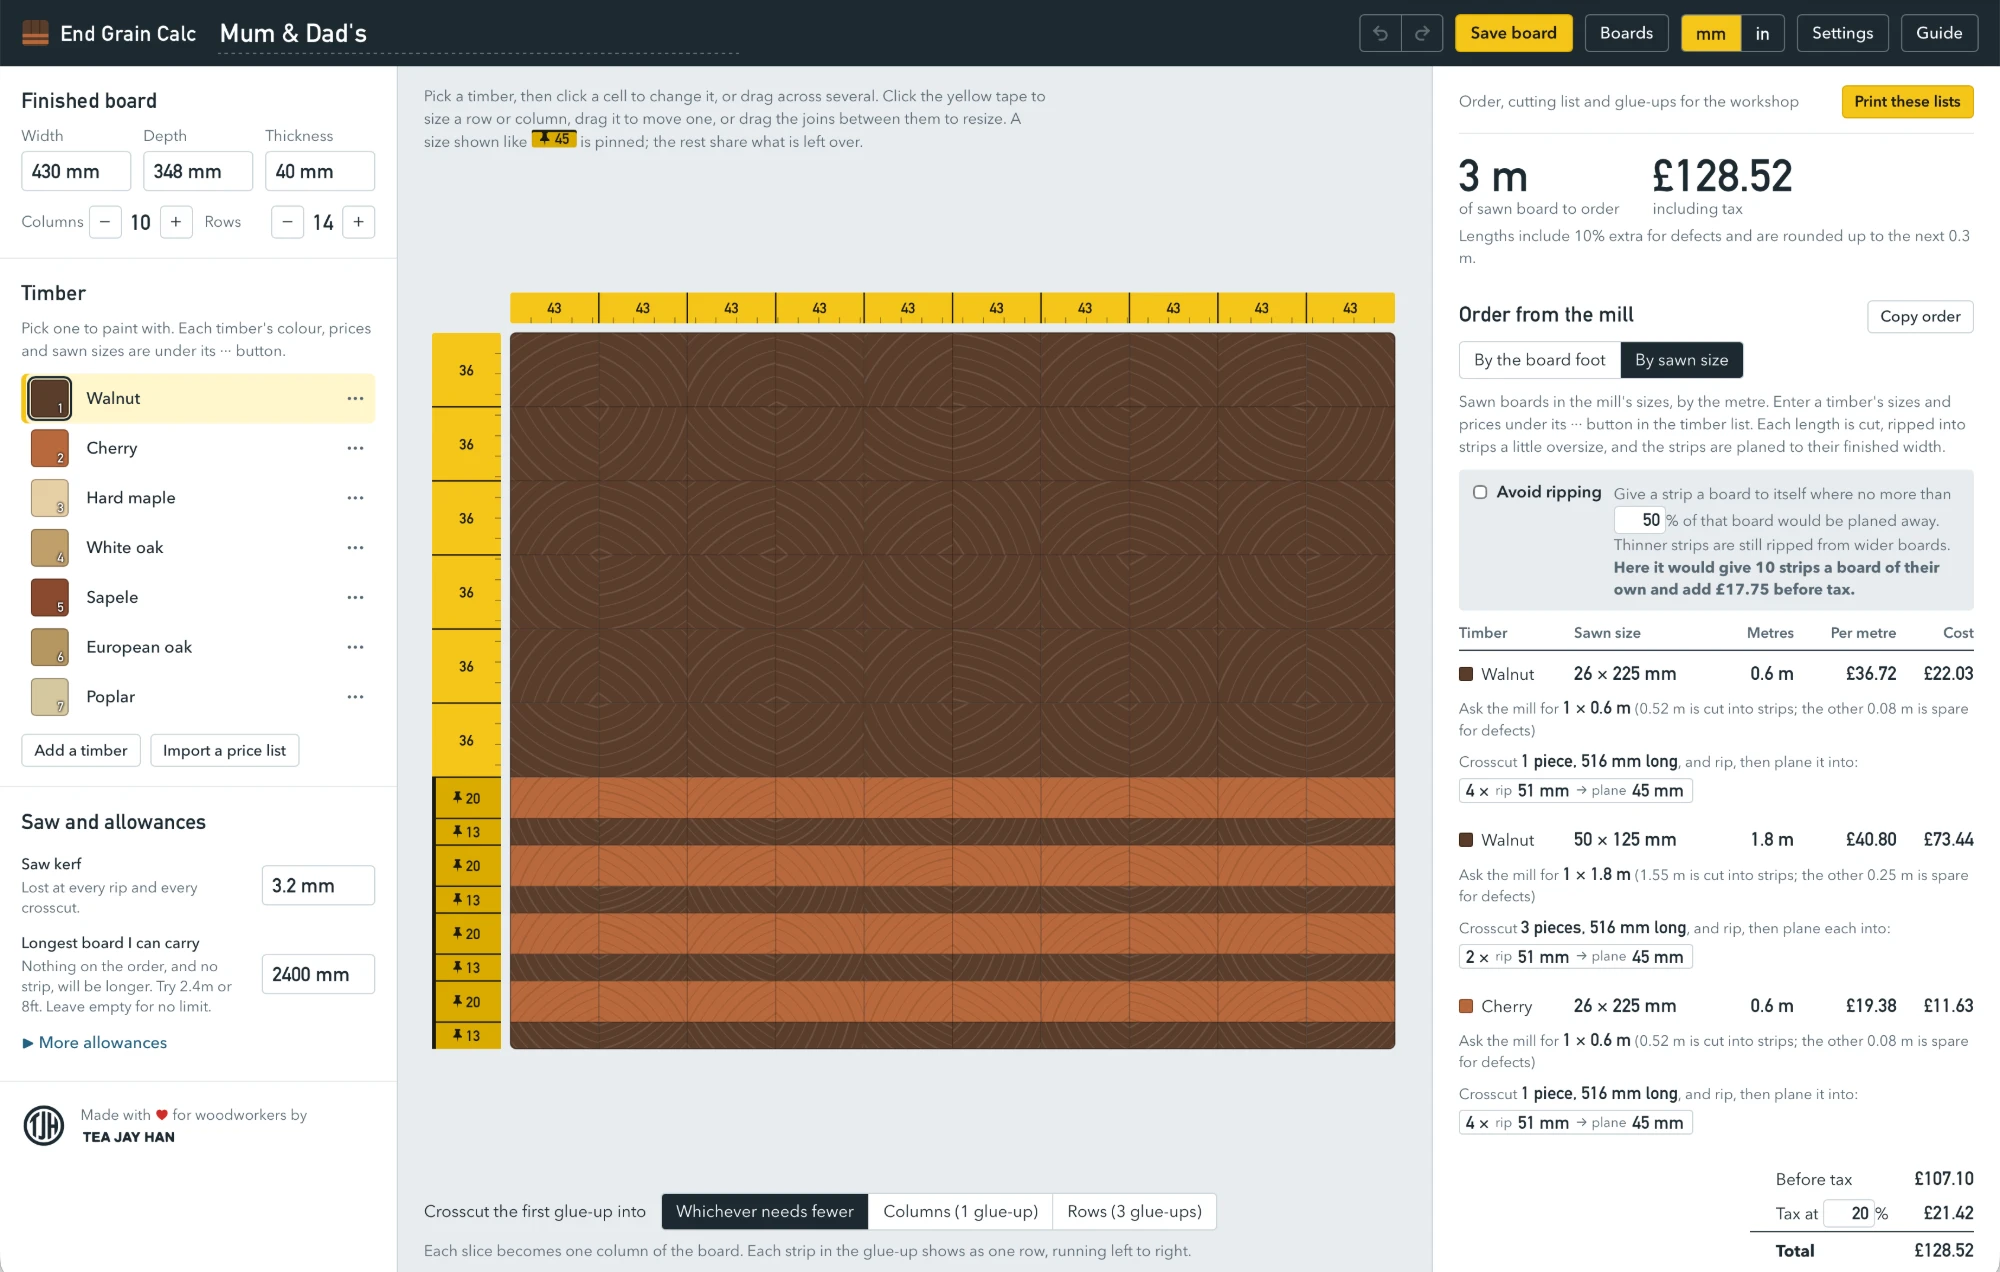 End Grain Calc
Mum & Dad's
Save board
Boards
mm
in
Settings
Guide
Finished board
Width
Depth
Thickness
430 mm
348 mm
40 mm
Columns
−
10
+
Rows
−
14
+
Timber
Pick one to paint with. Each timber's colour, prices
and sawn sizes are under its ··· button.
1
Walnut
···
2
Cherry
···
3
Hard maple
···
4
White oak
···
5
Sapele
···
6
European oak
···
7
Poplar
···
Add a timber
Import a price list
Saw and allowances
Saw kerf
Lost at every rip and every
crosscut.
3.2 mm
Longest board I can carry
Nothing on the order, and no
strip, will be longer. Try 2.4m or
8ft. Leave empty for no limit.
2400 mm
▶ More allowances
TJH
Made with ♥ for woodworkers by
TEA JAY HAN
Pick a timber, then click a cell to change it, or drag across several. Click the yellow tape to
size a row or column, drag it to move one, or drag the joins between them to resize. A
size shown like 45 is pinned; the rest share what is left over.
43 43 43 43 43 43 43 43 43 43
36
36
36
36
36
36
20
13
20
13
20
13
20
13
Crosscut the first glue-up into
Whichever needs fewer
Columns (1 glue-up)
Rows (3 glue-ups)
Each slice becomes one column of the board. Each strip in the glue-up shows as one row, running left to right.
Order, cutting list and glue-ups for the workshop
Print these lists
3 m
of sawn board to order
£128.52
including tax
Lengths include 10% extra for defects and are rounded up to the next 0.3
m.
Order from the mill
Copy order
By the board foot
By sawn size
Sawn boards in the mill's sizes, by the metre. Enter a timber's sizes and
prices under its ··· button in the timber list. Each length is cut, ripped into
strips a little oversize, and the strips are planed to their finished width.
Avoid ripping
Give a strip a board to itself where no more than
50 % of that board would be planed away.
Thinner strips are still ripped from wider boards.
Here it would give 10 strips a board of their
own and add £17.75 before tax.
Timber Sawn size Metres Per metre Cost
Walnut 26 × 225 mm 0.6 m £36.72 £22.03
Ask the mill for 1 × 0.6 m (0.52 m is cut into strips; the other 0.08 m is spare
for defects)
Crosscut 1 piece, 516 mm long, and rip, then plane it into:
4 × rip 51 mm → plane 45 mm
Walnut 50 × 125 mm 1.8 m £40.80 £73.44
Ask the mill for 1 × 1.8 m (1.55 m is cut into strips; the other 0.25 m is spare
for defects)
Crosscut 3 pieces, 516 mm long, and rip, then plane each into:
2 × rip 51 mm → plane 45 mm
Cherry 26 × 225 mm 0.6 m £19.38 £11.63
Ask the mill for 1 × 0.6 m (0.52 m is cut into strips; the other 0.08 m is spare
for defects)
Crosscut 1 piece, 516 mm long, and rip, then plane it into:
4 × rip 51 mm → plane 45 mm
Before tax £107.10
Tax at 20 % £21.42
Total £128.52